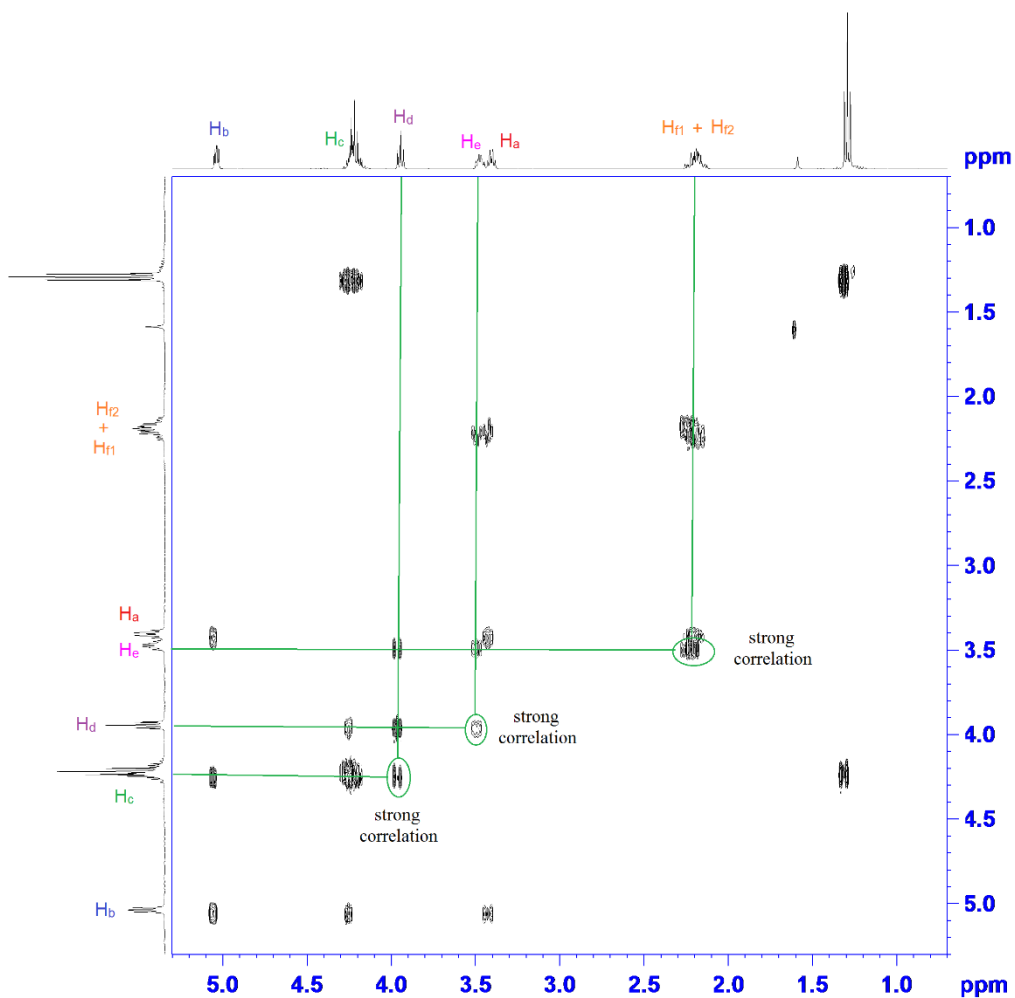 Hb
Hc
Hd
He
Ha
Hf1 + Hf2
ppm
1.0
1.5
Hf2
+
Hf1
2.0
2.5
3.0
Ha
He
3.5
strong
correlation
Hd
strong
correlation
4.0
Hc
strong
correlation
4.5
Hb
5.0
5.0 4.5 4.0 3.5 3.0 2.5 2.0 1.5 1.0 ppm